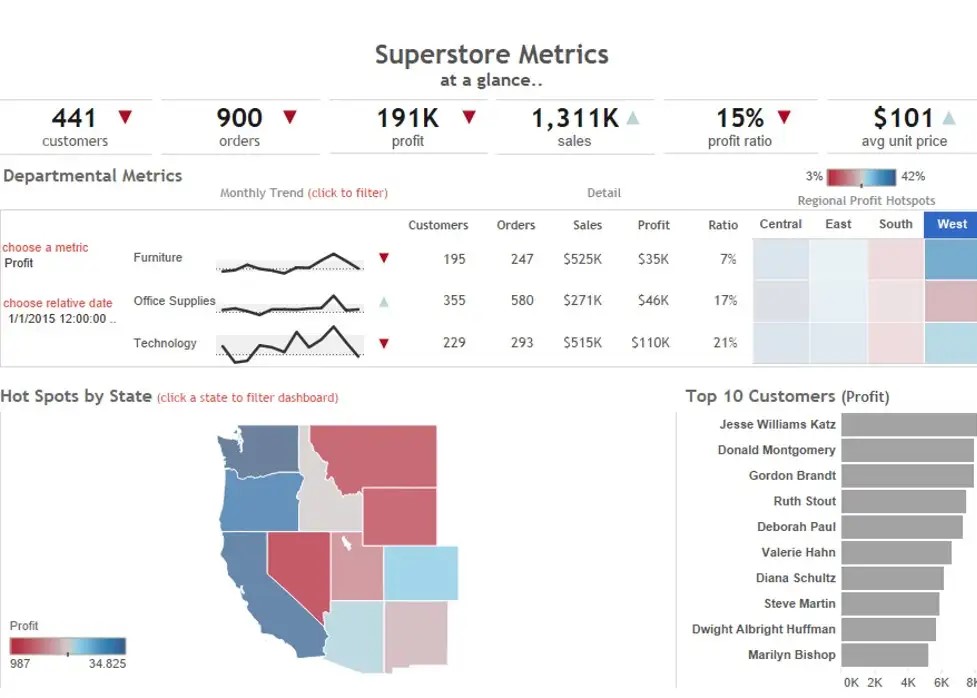 Superstore Metrics
at a glance..
441 900 191K 1,311K 15% $101
customers orders profit sales profit ratio avg unit price
Departmental Metrics
3% 42%
Monthly Trend (click to filter) Detail
Regional Profit Hotspots
Customers Orders Sales Profit Ratio Central East South West
choose a metric
Profit
Furniture 195 247 $525K $35K 7%
choose relative date
1/1/2015 12:00:00 ..
Office Supplies 355 580 $271K $46K 17%
Technology 229 293 $515K $110K 21%
Hot Spots by State (click a state to filter dashboard)
Profit
987 34.825
Top 10 Customers (Profit)
Jesse Williams Katz
Donald Montgomery
Gordon Brandt
Ruth Stout
Deborah Paul
Valerie Hahn
Diana Schultz
Steve Martin
Dwight Albright Huffman
Marilyn Bishop
0K 2K 4K 6K